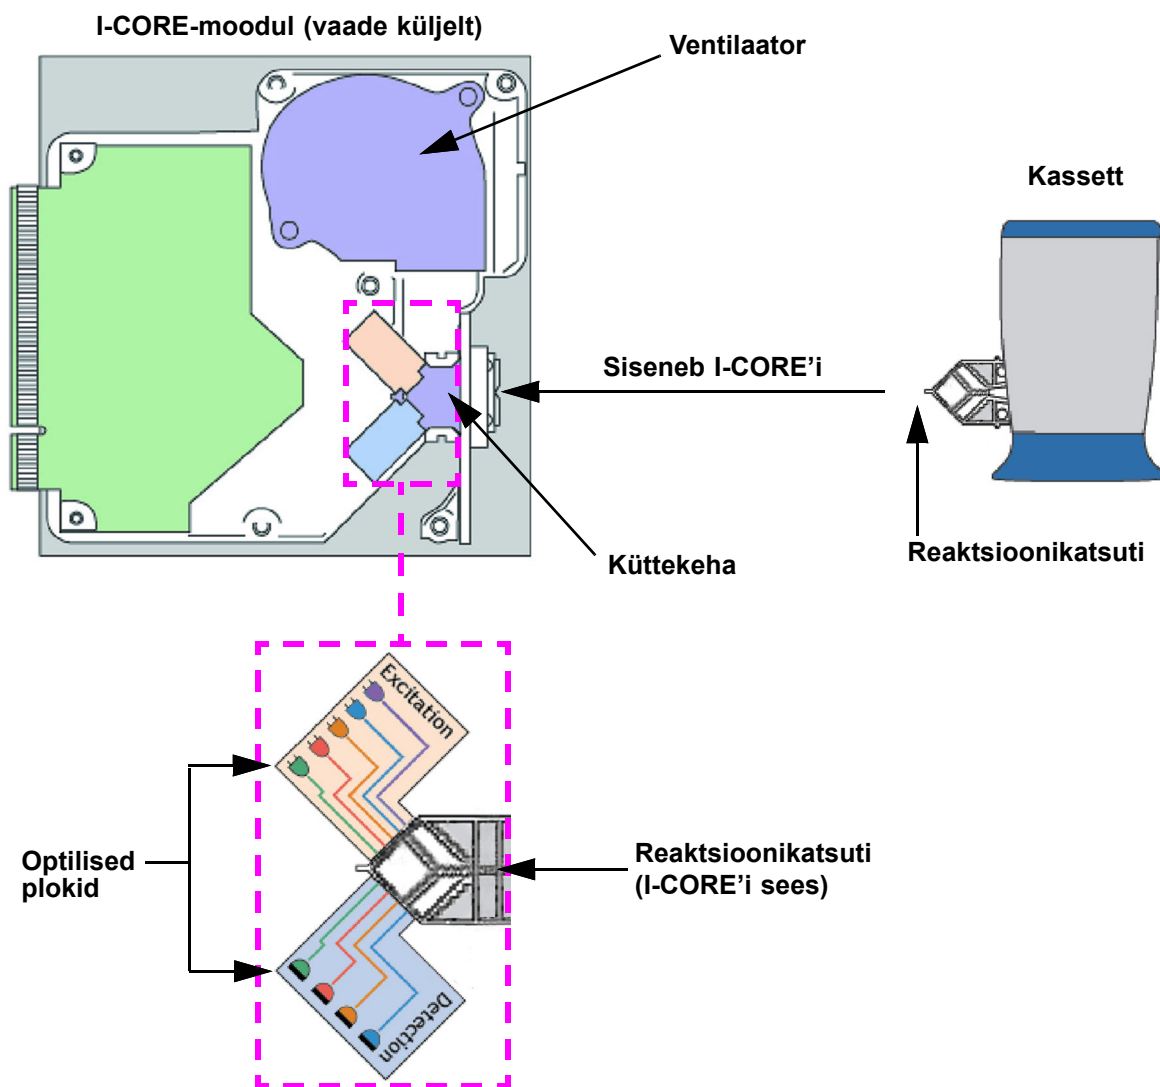 I-CORE-moodul (vaade küljelt)
Ventilaator
Kassett
Siseneb I-CORE’i
Küttekeha
Reaktsioonikatsuti
Excitation
Optilised
plokid
Reaktsioonikatsuti
(I-CORE’i sees)
Detection